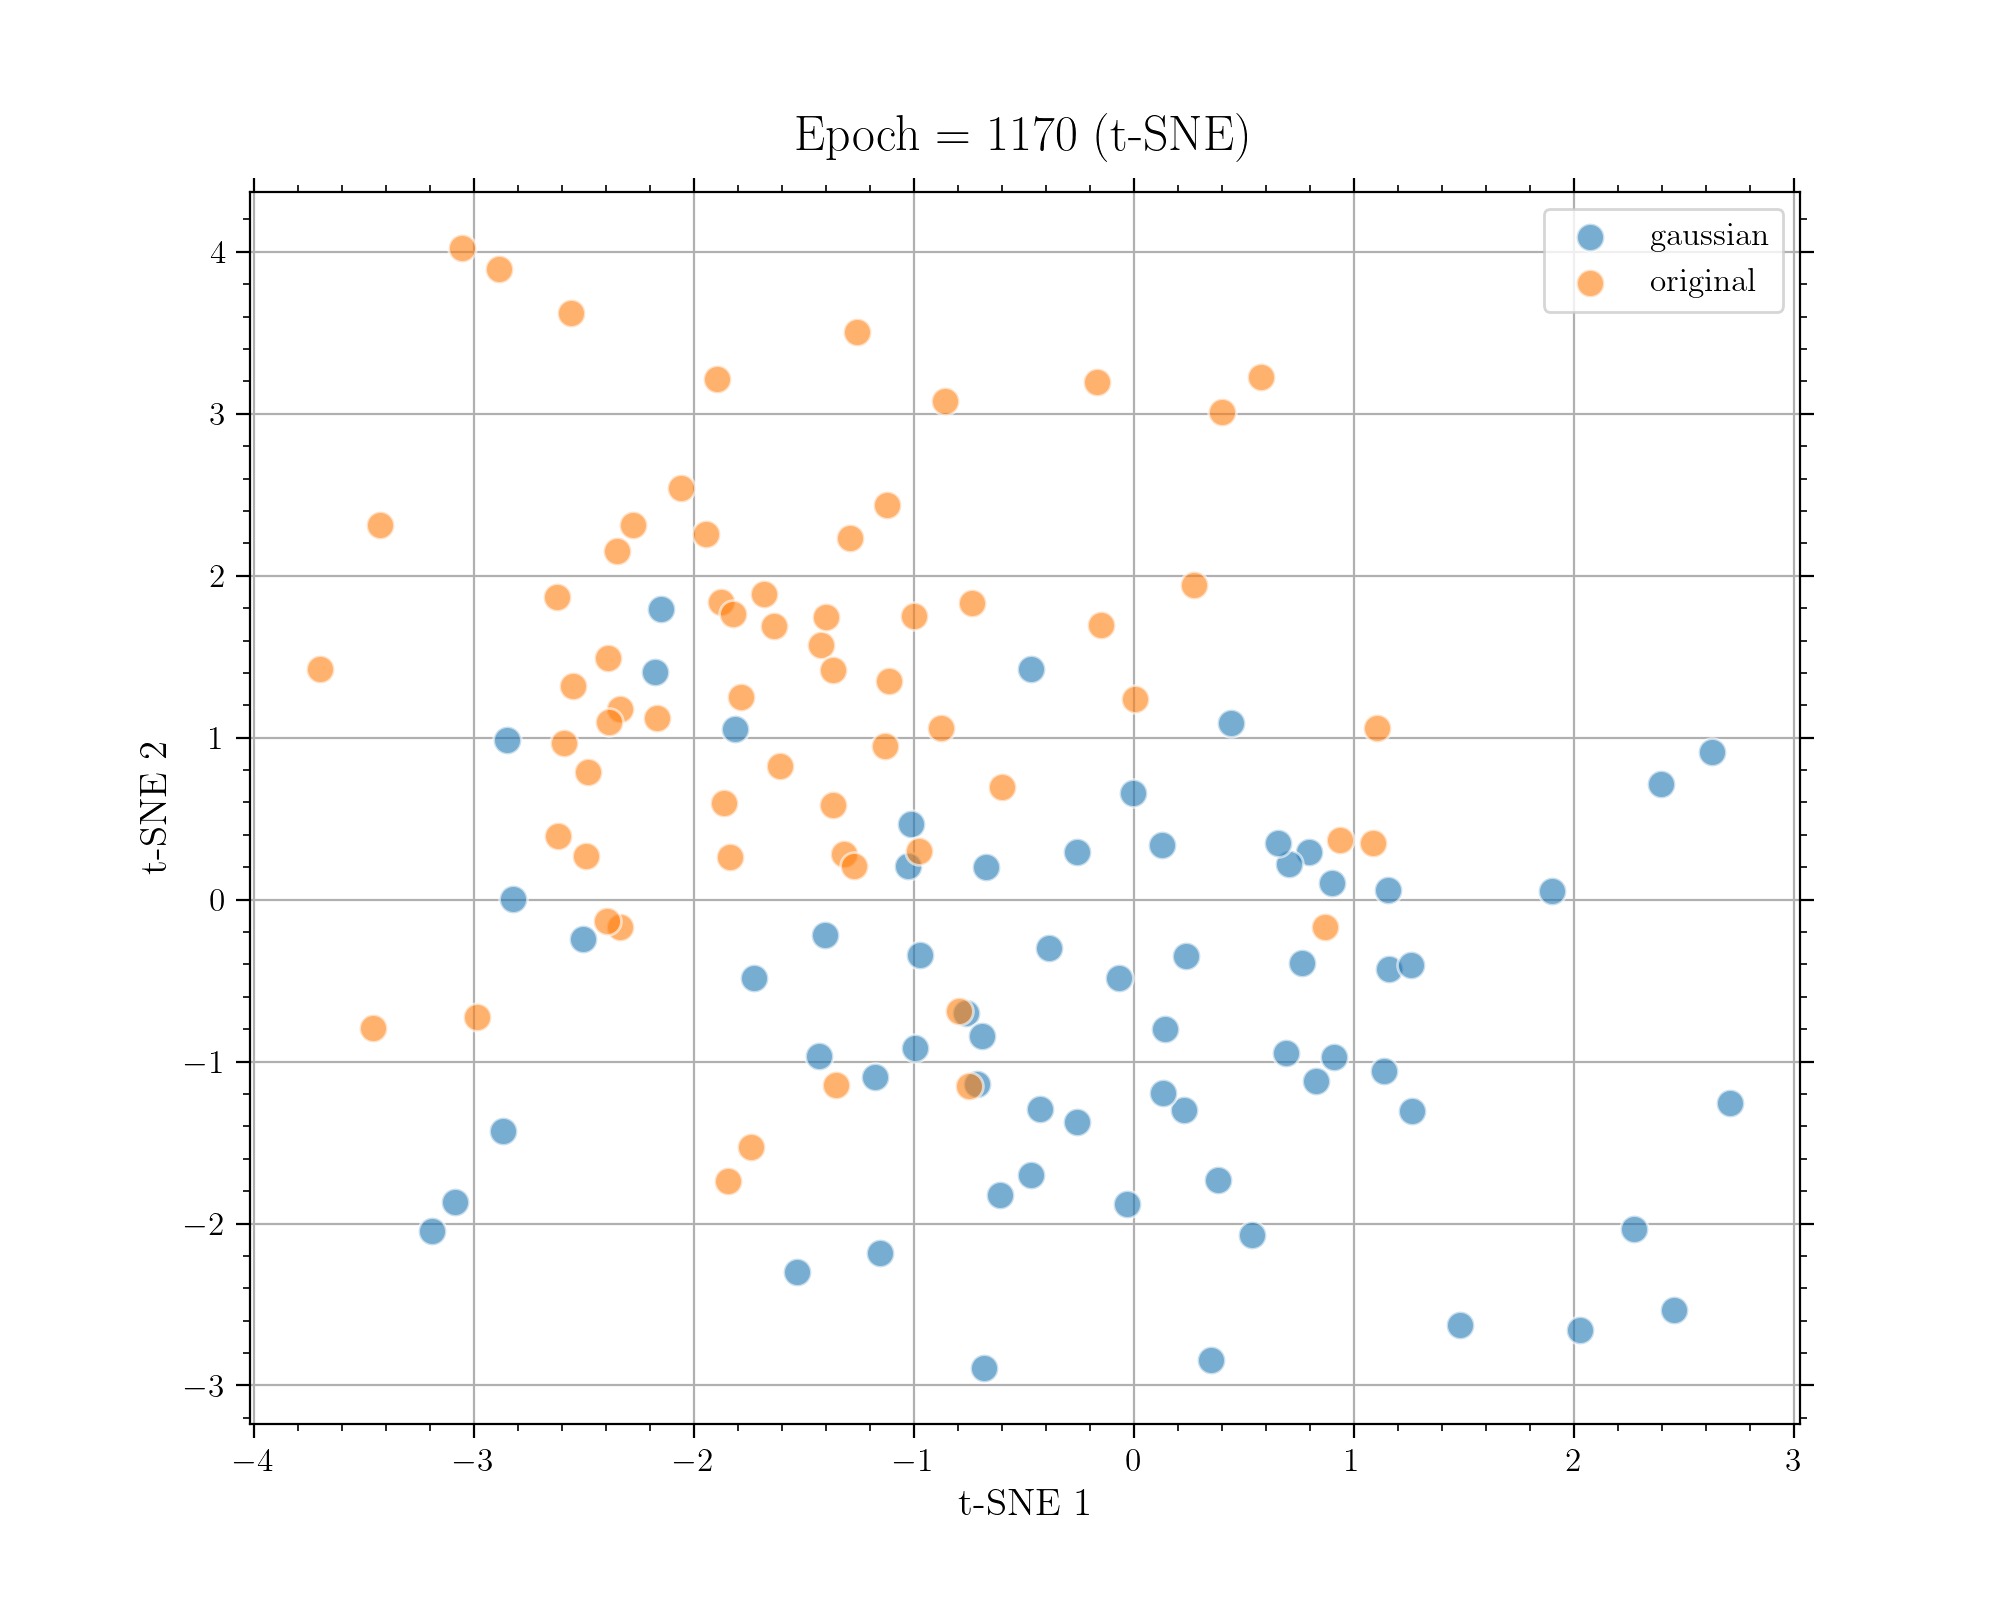 Epoch = 1170 (t-SNE)
gaussian
original
4
3
2
1
0
−1
−2
−3
t-SNE 2
−4 −3 −2 −1 0 1 2 3
t-SNE 1